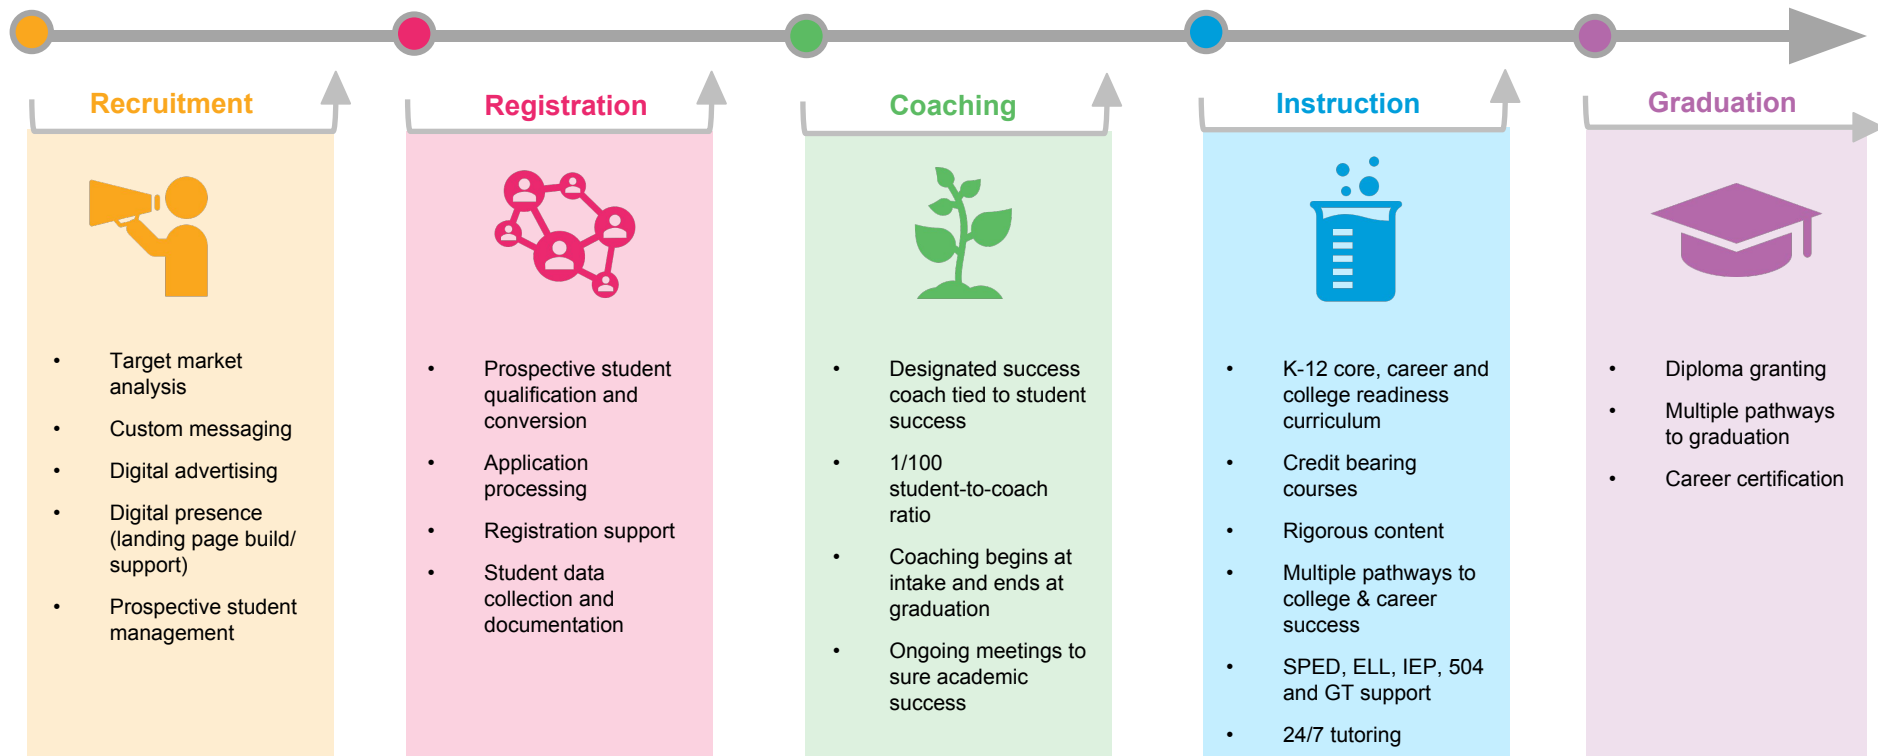 Recruitment
• Target market
analysis
• Custom messaging
• Digital advertising
• Digital presence
(landing page build/
support)
• Prospective student
management
Registration
• Prospective student
qualification and
conversion
• Application
processing
• Registration support
• Student data
collection and
documentation
Coaching
• Designated success
coach tied to student
success
• 1/100
student-to-coach
ratio
• Coaching begins at
intake and ends at
graduation
• Ongoing meetings to
sure academic
success
Instruction
• K-12 core, career and
college readiness
curriculum
• Credit bearing
courses
• Rigorous content
• Multiple pathways to
college & career
success
• SPED, ELL, IEP, 504
and GT support
• 24/7 tutoring
Graduation
• Diploma granting
• Multiple pathways
to graduation
• Career certification